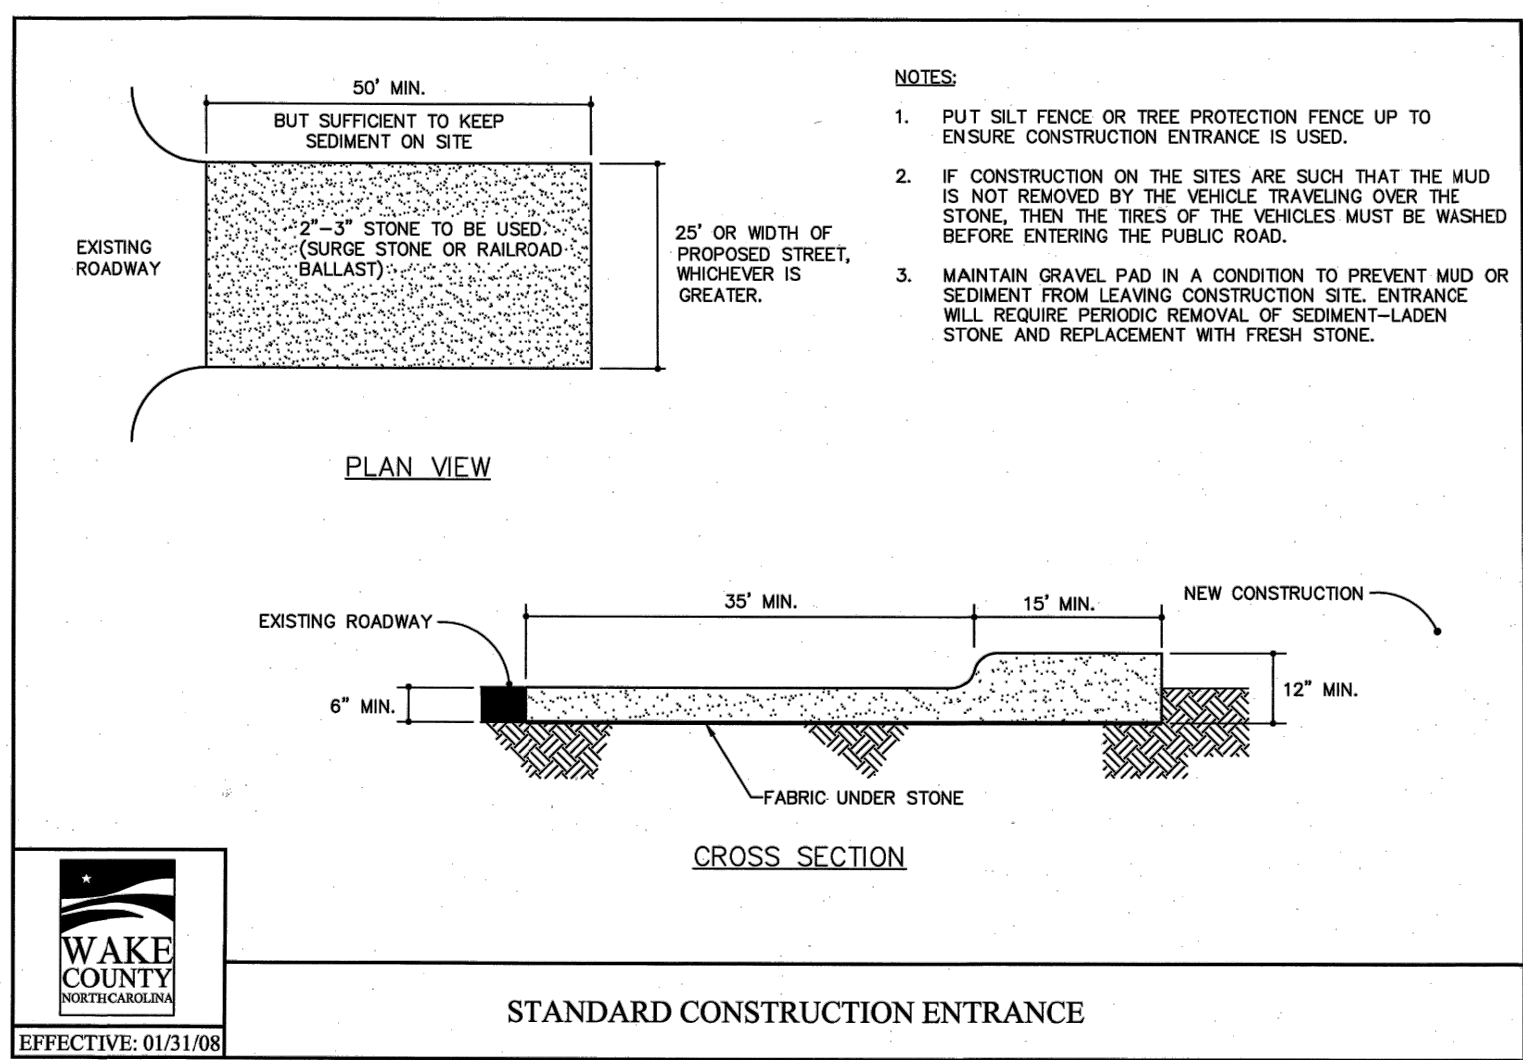 50' MIN.
BUT SUFFICIENT TO KEEP
SEDIMENT ON SITE
EXISTING
ROADWAY
2"-3" STONE TO BE USED.
(SURGE STONE OR RAILROAD
BALLAST)
25' OR WIDTH OF
PROPOSED STREET,
WHICHEVER IS
GREATER.
PLAN VIEW
NOTES:
1. PUT SILT FENCE OR TREE PROTECTION FENCE UP TO
ENSURE CONSTRUCTION ENTRANCE IS USED.
2. IF CONSTRUCTION ON THE SITES ARE SUCH THAT THE MUD
IS NOT REMOVED BY THE VEHICLE TRAVELING OVER THE
STONE, THEN THE TIRES OF THE VEHICLES MUST BE WASHED
BEFORE ENTERING THE PUBLIC ROAD.
3. MAINTAIN GRAVEL PAD IN A CONDITION TO PREVENT MUD OR
SEDIMENT FROM LEAVING CONSTRUCTION SITE. ENTRANCE
WILL REQUIRE PERIODIC REMOVAL OF SEDIMENT-LADEN
STONE AND REPLACEMENT WITH FRESH STONE.
EXISTING ROADWAY
35' MIN.
15' MIN.
NEW CONSTRUCTION
6" MIN.
12" MIN.
FABRIC UNDER STONE
CROSS SECTION
WAKE
COUNTY
NORTH CAROLINA
EFFECTIVE: 01/31/08
STANDARD CONSTRUCTION ENTRANCE